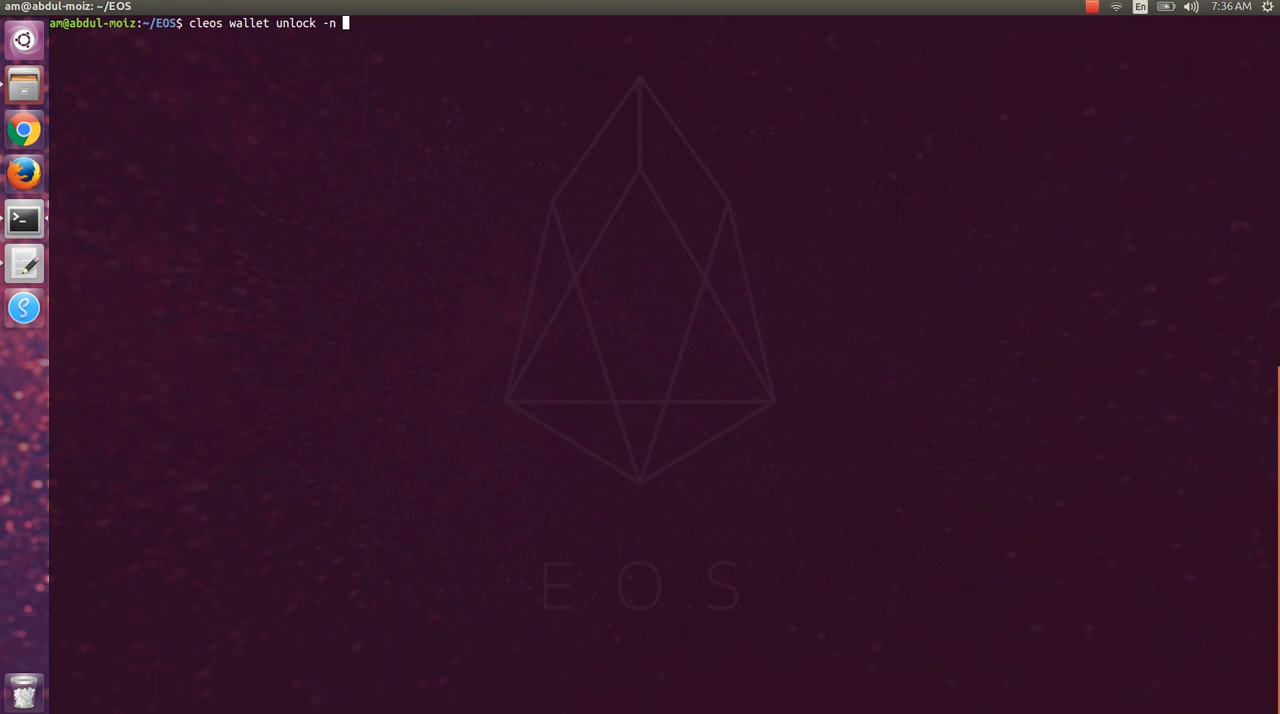 am@abdul-moiz: ~/EOS
En
7:36 AM
am@abdul-moiz:~/EOS$ cleos wallet unlock -n
E O S